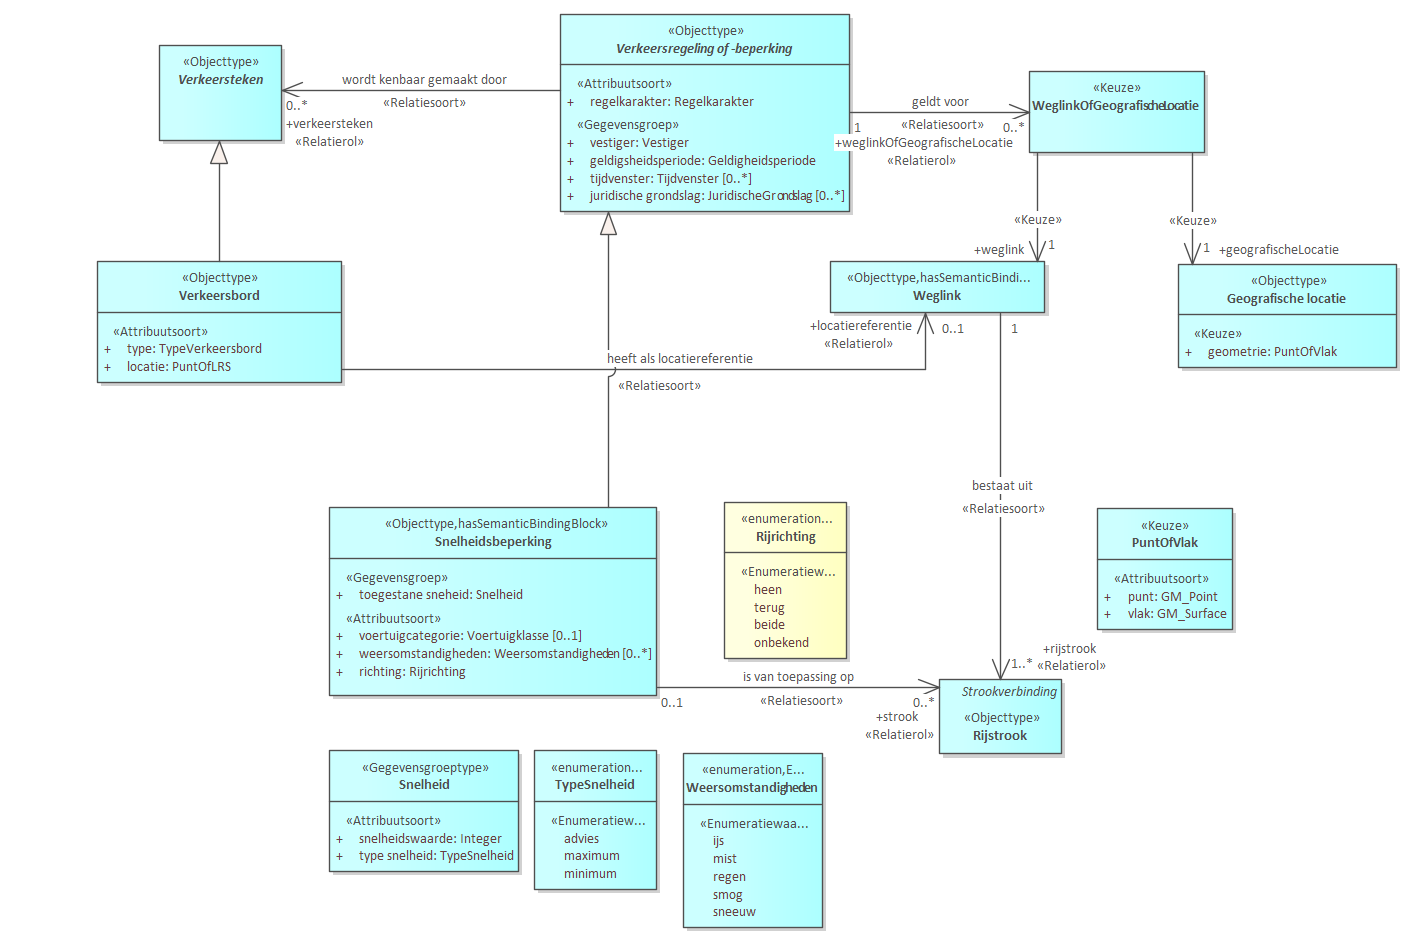 «Objecttype»
Verkeersteken
wordt kenbaar gemaakt door
«Relatiesoort»
0..*
+verkeersteken
«Relatierol»
«Objecttype»
Verkeersregeling of -beperking
«Attribuutsoort»
+ regelkarakter: Regelkarakter
«Gegevensgroep»
+ vestiger: Vestiger
+ geldigsheidsperiode: Geldigheidsperiode
+ tijdvenster: Tijdvenster [0..*]
+ juridische grondslag: JuridischeGrondslag [0..*]
geldt voor
«Relatiesoort»
1
0..*
+weglinkOfGeografischeLocatie
«Relatierol»
«Keuze»
WeglinkOfGeografischeLocatie
«Keuze»
+weglink
1
«Keuze»
1
+geografischeLocatie
«Objecttype»
Verkeersbord
«Attribuutsoort»
+ type: TypeVerkeersbord
+ locatie: PuntOfLRS
«Objecttype,hasSemanticBindi...
Weglink
«Objecttype»
Geografische locatie
«Keuze»
+ geometrie: PuntOfVlak
+locatiereferentie
«Relatierol»
0..1
1
heeft als locatiereferentie
«Relatiesoort»
bestaat uit
«Relatiesoort»
«Objecttype,hasSemanticBindingBlock»
Snelheidsbeperking
«Gegevensgroep»
+ toegestane sneheid: Snelheid
«Attribuutsoort»
+ voertuigcategorie: Voertuigklasse [0..1]
+ weersomstandigheden: Weersomstandigheden [0..*]
+ richting: Rijrichting
«enumeration...
Rijrichting
«Enumeratiew...
heen
terug
beide
onbekend
«Keuze»
PuntOfVlak
«Attribuutsoort»
+ punt: GM_Point
+ vlak: GM_Surface
1..*
+rijstrook
«Relatierol»
is van toepassing op
«Relatiesoort»
0..1
0..*
+strook
«Relatierol»
Strookverbinding
«Objecttype»
Rijstrook
«Gegevensgroeptype»
Snelheid
«Attribuutsoort»
+ snelheidswaarde: Integer
+ type snelheid: TypeSnelheid
«enumeration...
TypeSnelheid
«Enumeratiew...
advies
maximum
minimum
«enumeration,E...
Weersomstandigheden
«Enumeratiewaa...
ijs
mist
regen
smog
sneeuw